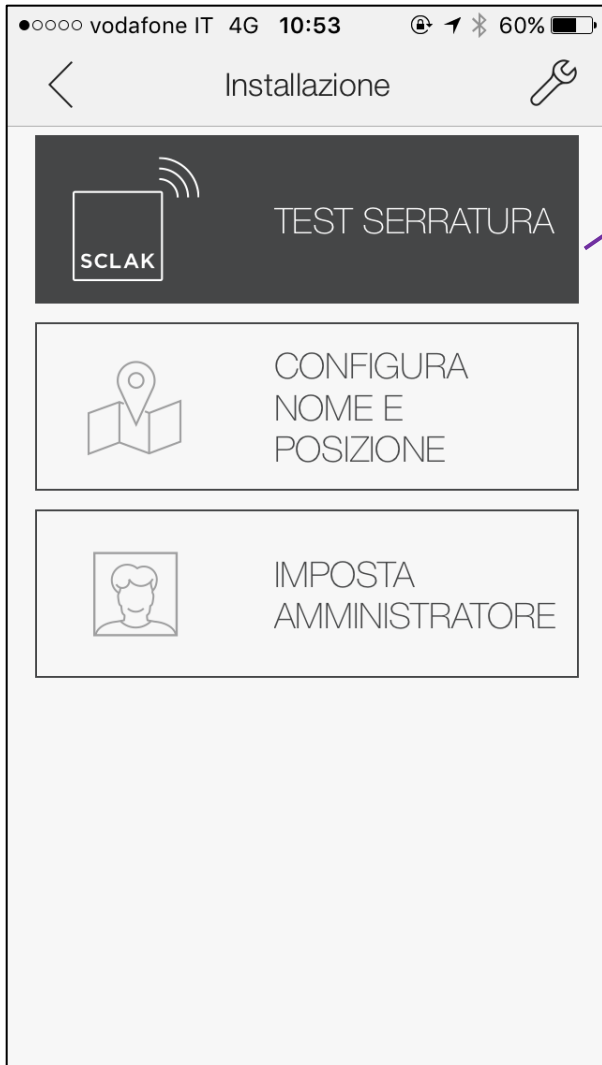 vodafone IT 4G 10:53 60%
Installazione
SCLAK
TEST SERRATURA
CONFIGURA
NOME E
POSIZIONE
IMPOSTA
AMMINISTRATORE